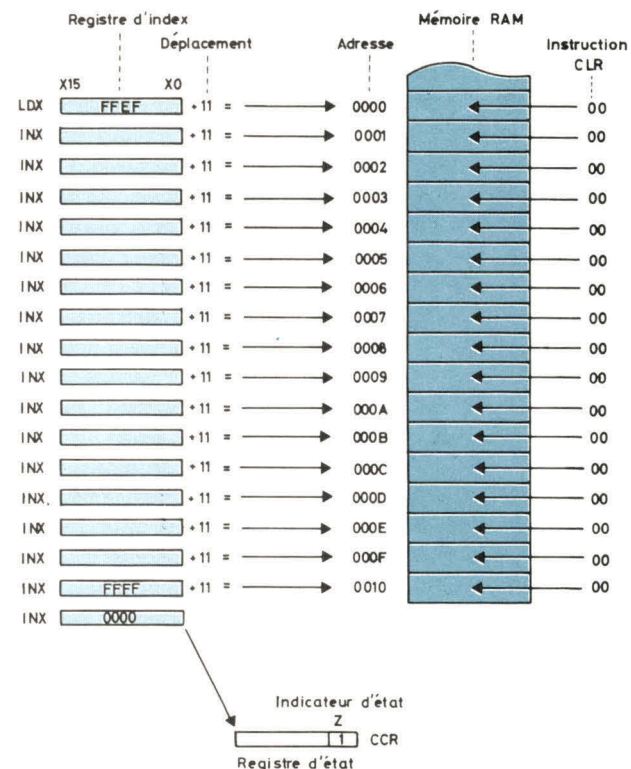 Registre d'index
Déplacement
Adresse
Mémoire RAM
Instruction
CLR
X15 X0
LDX FFEF + 11 = 0000 00
INX + 11 = 0001 00
INX + 11 = 0002 00
INX + 11 = 0003 00
INX + 11 = 0004 00
INX + 11 = 0005 00
INX + 11 = 0006 00
INX + 11 = 0007 00
INX + 11 = 0008 00
INX + 11 = 0009 00
INX + 11 = 000A 00
INX + 11 = 000B 00
INX + 11 = 000C 00
INX. + 11 = 000D 00
INX + 11 = 000E 00
INX + 11 = 000F 00
INX FFFF + 11 = 0010 00
INX 0000
Indicateur d'état
Z
1 CCR
Registre d'état